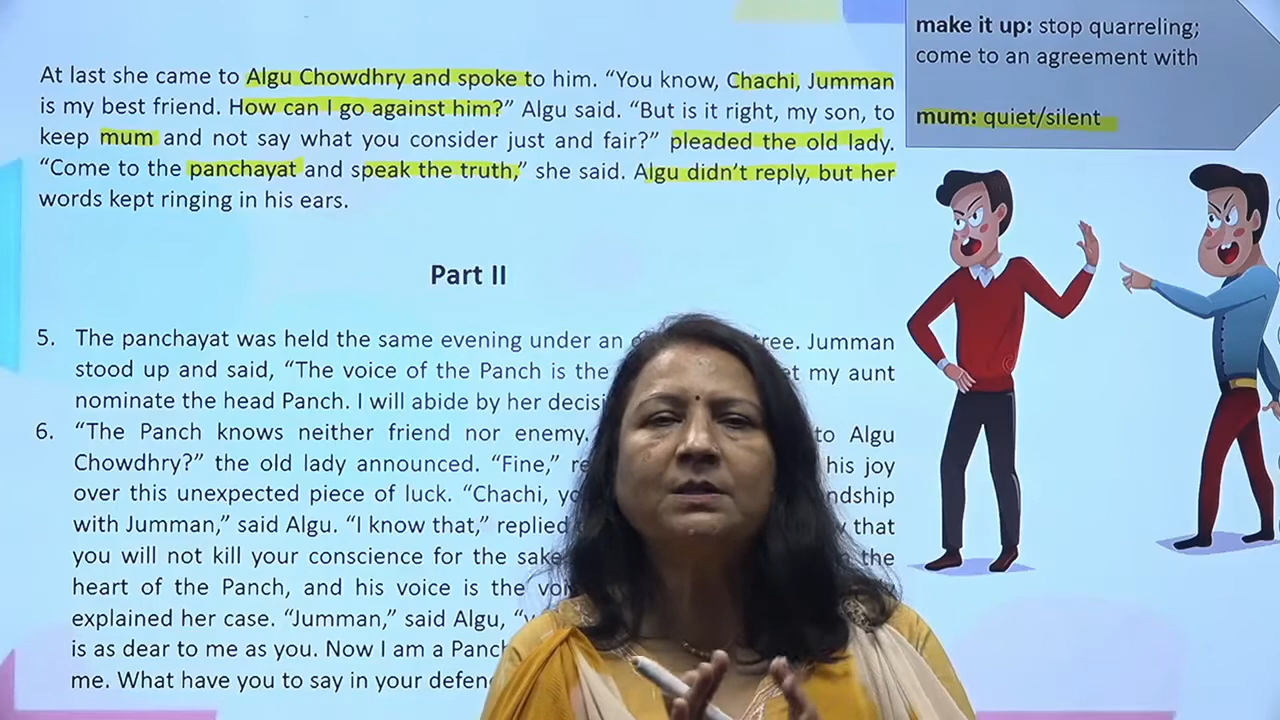 At last she came to Algu Chowdhry and spoke to him. “You know, Chachi, Jumman
is my best friend. How can I go against him?” Algu said. “But is it right, my son, to
keep mum and not say what you consider just and fair?” pleaded the old lady.
“Come to the panchayat and speak the truth,” she said. Algu didn’t reply, but her
words kept ringing in his ears.
make it up: stop quarreling;
come to an agreement with
mum: quiet/silent
Part II
5. The panchayat was held the same evening under an tree. Jumman
stood up and said, “The voice of the Panch is the my aunt
nominate the head Panch. I will abide by her
6. “The Panch knows neither friend nor enemy. to Algu
Chowdhry?” the old lady announced. “Fine,” his joy
over this unexpected piece of luck. “Chachi,
with Jumman,” said Algu. “I know that,” replied that
you will not kill your conscience for the sake the
heart of the Panch, and his voice is the
explained her case. “Jumman,” said Algu,
is as dear to me as you. Now I am a
me. What have you to say in your